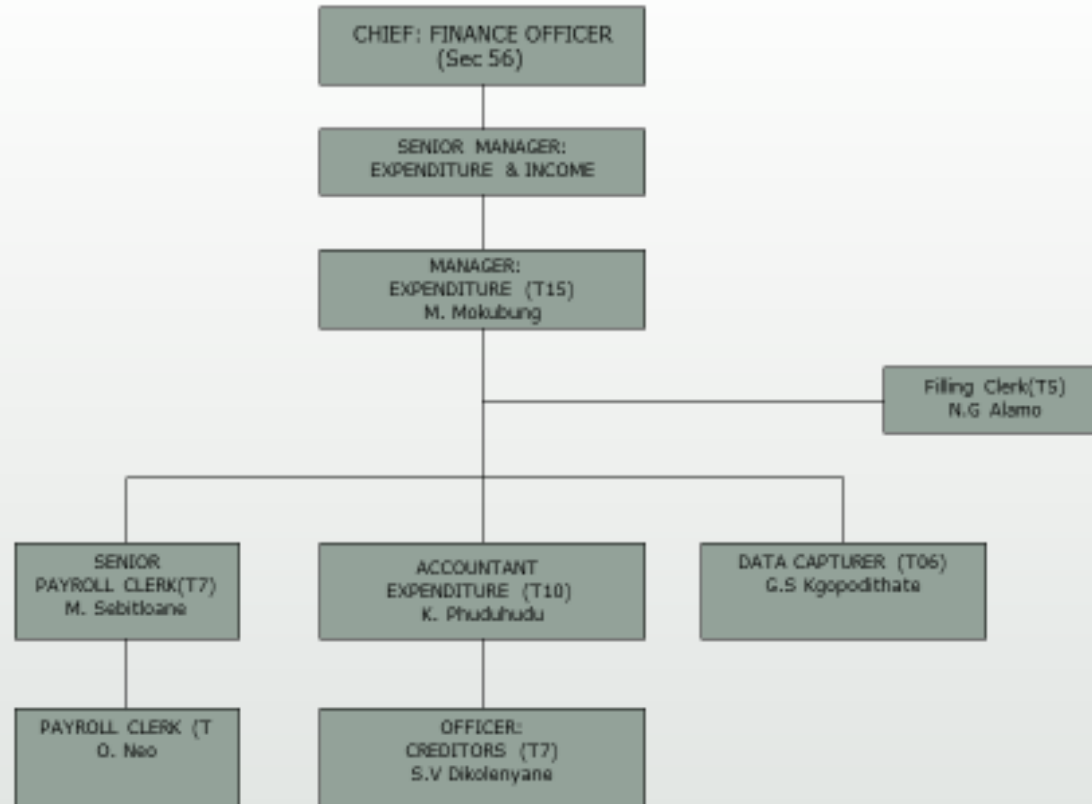 CHIEF: FINANCE OFFICER
(Sec 56)
SENIOR MANAGER:
EXPENDITURE & INCOME
MANAGER:
EXPENDITURE (T15)
M. Mokubung
Filling Clerk(T5)
N.G Alamo
SENIOR
PAYROLL CLERK(T7)
M. Sebitloane
ACCOUNTANT
EXPENDITURE (T10)
K. Phuduhudu
DATA CAPTURER (T06)
G.S Kgopodithate
PAYROLL CLERK (T
O. Neo
OFFICER:
CREDITORS (T7)
S.V Dikolenyane